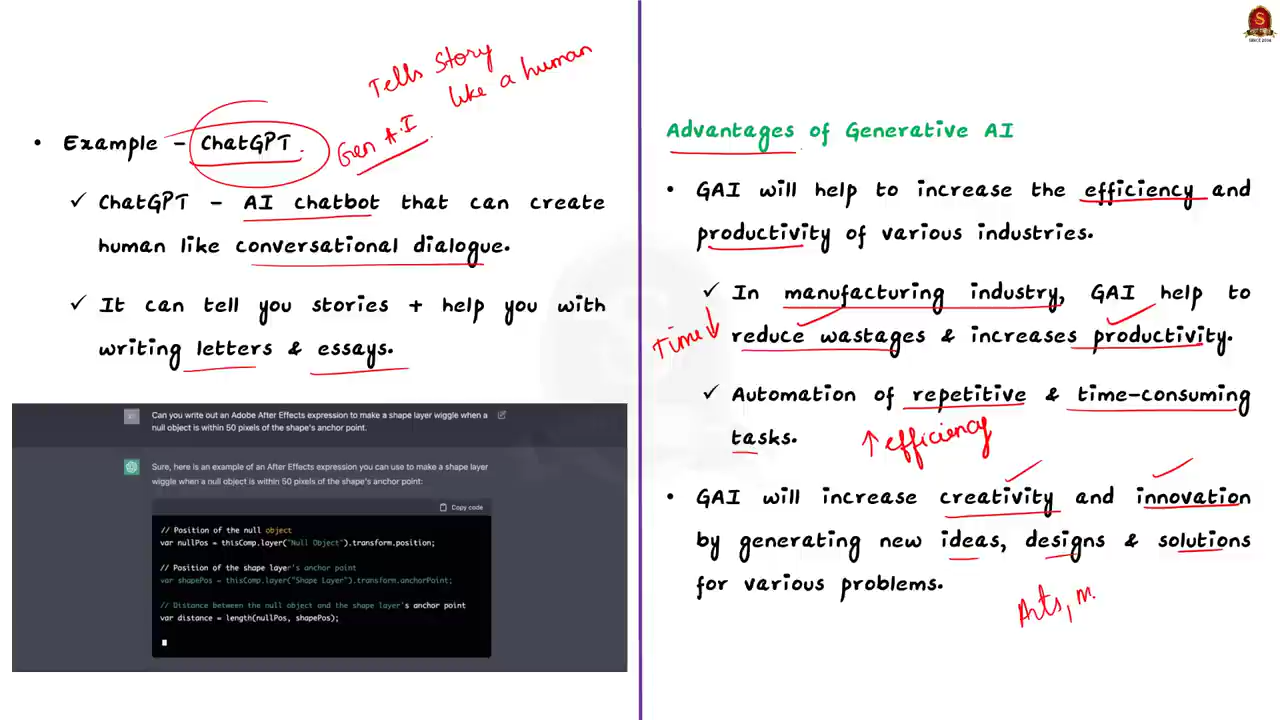 Tells Story
like a human
• Example - ChatGPT.
Gen A.I
✓ ChatGPT - AI chatbot that can create
human like conversational dialogue.
✓ It can tell you stories + help you with
writing letters & essays.
Can you write out an Adobe After Effects expression to make a shape layer wiggle when a
null object is within 50 pixels of the shape's anchor point.
Sure, here is an example of an After Effects expression you can use to make a shape layer
wiggle when a null object is within 50 pixels of the shape's anchor point:
Copy code
// Position of the null object
var nullPos = thisComp.layer("Null Object").transform.position;
// Position of the shape layer's anchor point
var shapePos = thisComp.layer("Shape Layer").transform.anchorPoint;
// Distance between the null object and the shape layer's anchor point
var distance = length(nullPos, shapePos);
S
SINCE 2004
Advantages of Generative AI
• GAI will help to increase the efficiency and
productivity of various industries.
✓ In manufacturing industry, GAI help to
Time↓
reduce wastages & increases productivity.
✓ Automation of repetitive & time-consuming
tasks.
↑ efficiency
• GAI will increase creativity and innovation
by generating new ideas, designs & solutions
for various problems.
Arts, m